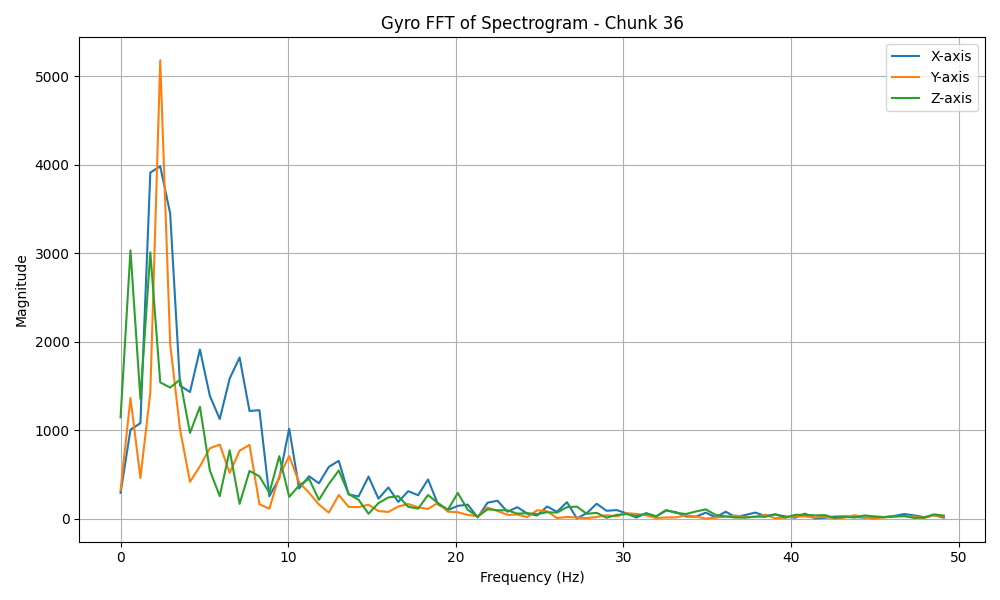 Gyro FFT of Spectrogram - Chunk 36
X-axis
Y-axis
Z-axis
5000
4000
3000
2000
1000
0
Magnitude
0 10 20 30 40 50
Frequency (Hz)